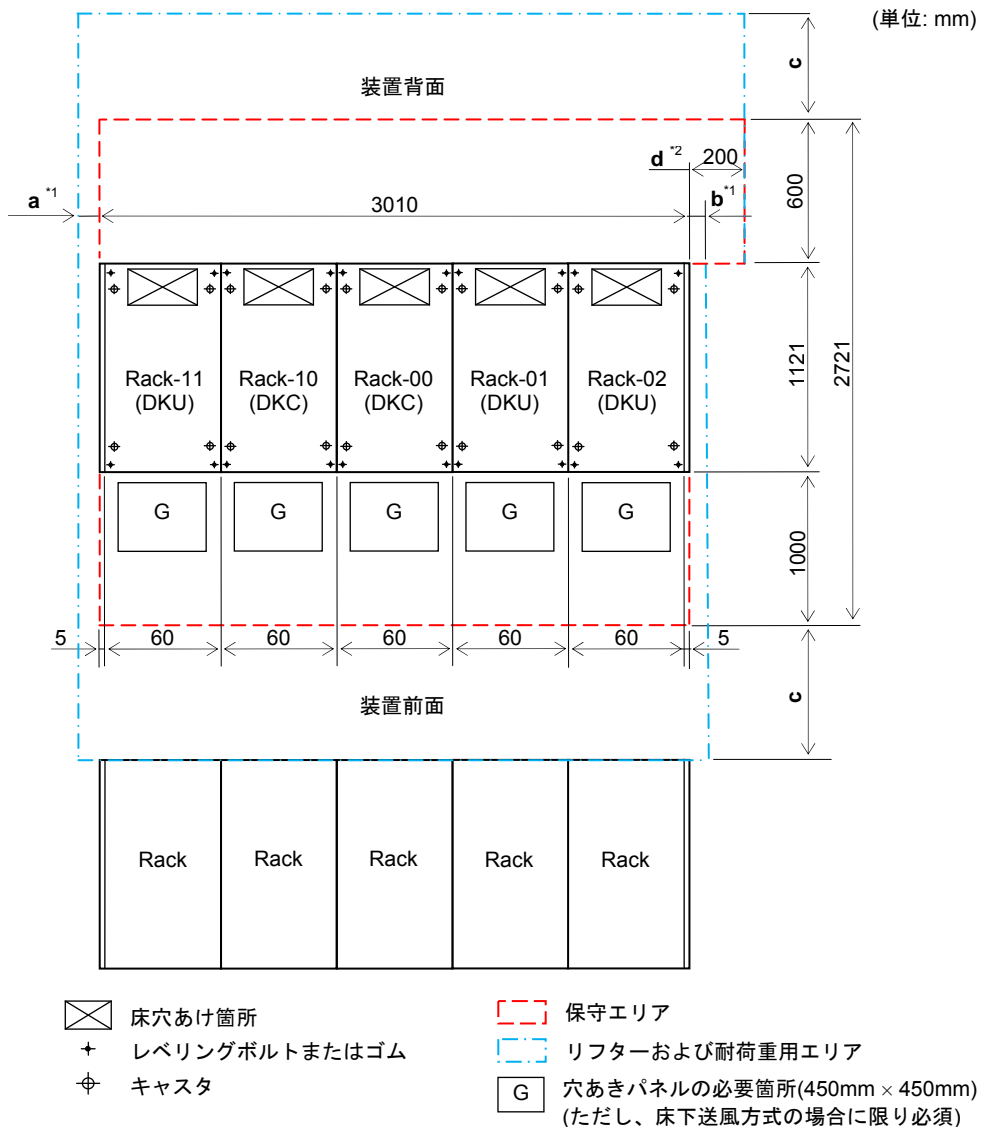 (単位: mm)
c
装置背面
d *2
200
a *1
3010
b *1
600
Rack-11
(DKU)
Rack-10
(DKC)
Rack-00
(DKC)
Rack-01
(DKU)
Rack-02
(DKU)
1121
2721
G
G
G
G
G
1000
5
60
60
60
60
60
5
装置前面
c
Rack
Rack
Rack
Rack
Rack
床穴あけ箇所
レベリングボルトまたはゴム
キャスタ
保守エリア
リフターおよび耐荷重用エリア
G
穴あきパネルの必要箇所(450mm × 450mm)
(ただし、床下送風方式の場合に限り必須)